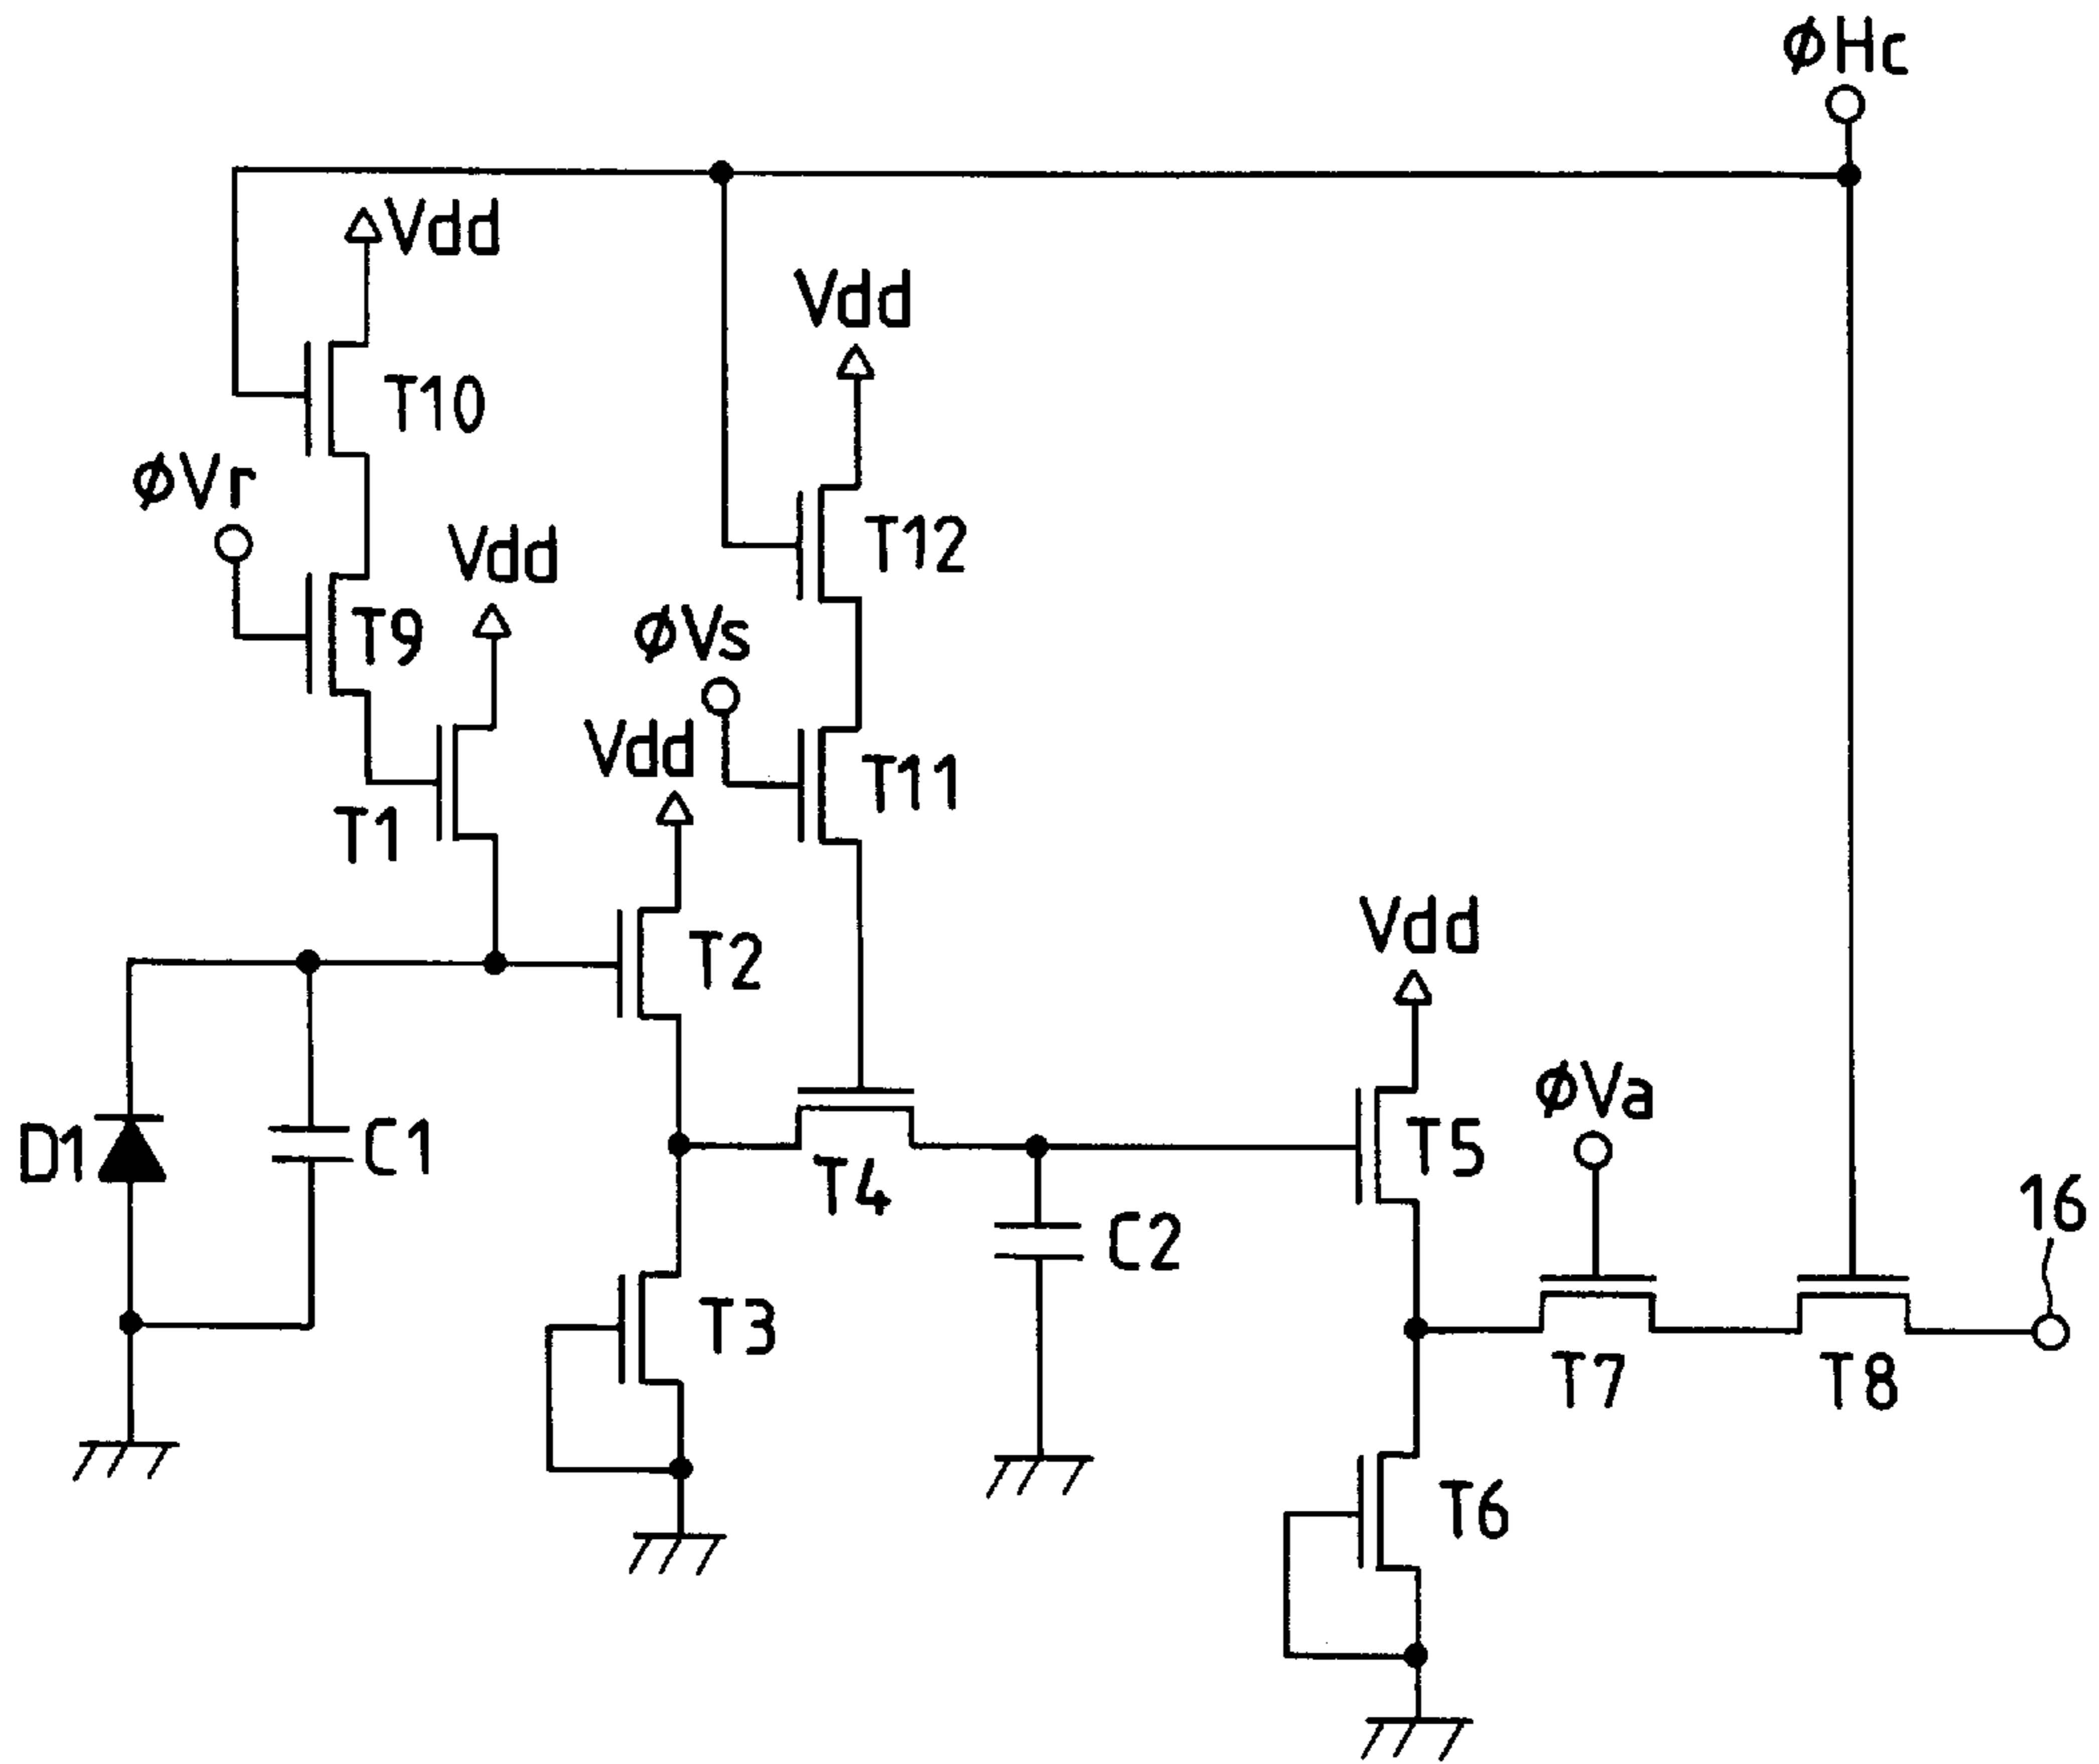 ϕHc
Vdd
Vdd
T10
ϕVr
T12
Vdd
T9
ϕVs
Vdd
T11
T1
Vdd
T2
ϕVa
D1
C1
T5
T4
16
C2
T3
T7
T8
T6